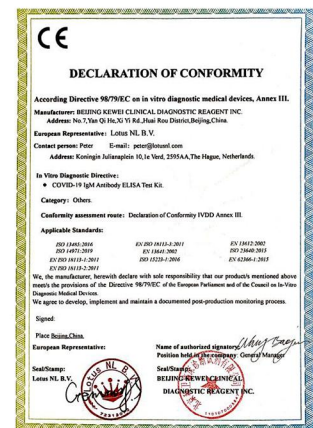 CE
DECLARATION OF CONFORMITY
According Directive 98/79/EC on in vitro diagnostic medical devices, Annex III.
Manufacturer: BEIJING KEWEI CLINICAL DIAGNOSTIC REAGENT INC.
Address: No.7,Yan Qi He,Xi Yi Rd,Huai Rou District,Beijing,China.
European Representative: Lotus NL B.V.
Contact person: Peter E-mail: peter@lotusnl.com
Address: Koningin Julianaplein 10,1e Verd, 2595AA,The Hague, Netherlands.
In Vitro Diagnostic Directive:
• COVID-19 IgM Antibody ELISA Test Kit.
Category: Others.
Conformity assessment route: Declaration of Conformity IVDD Annex III.
Applicable Standards:
ISO 13485:2016 EN ISO 18113-3:2011 EN 13612:2002
ISO 14971:2019 EN 13641:2002 ISO 23640:2015
EN ISO 18113-1:2011 ISO 15223-1:2016 EN 62366-1:2015
EN ISO 18113-2:2011
We, the manufacturer, herewith declare with sole responsibility that our product/s mentioned above
meet/s the provisions of the Directive 98/79/EC of the European Parliament and of the Council on In-Vitro
Diagnostic Medical Devices.
We agree to develop, implement and maintain a documented post-production monitoring process.
Signed:
Place Beijing,China.
European Representative: Name of authorized signatory:
Position held in the company: General Manager
Seal/Stamp: Seal/Stamp:
Lotus NL B.V. BEIJING KEWEI CLINICAL
DIAGNOSTIC REAGENT INC.
Lotus NL B.V.